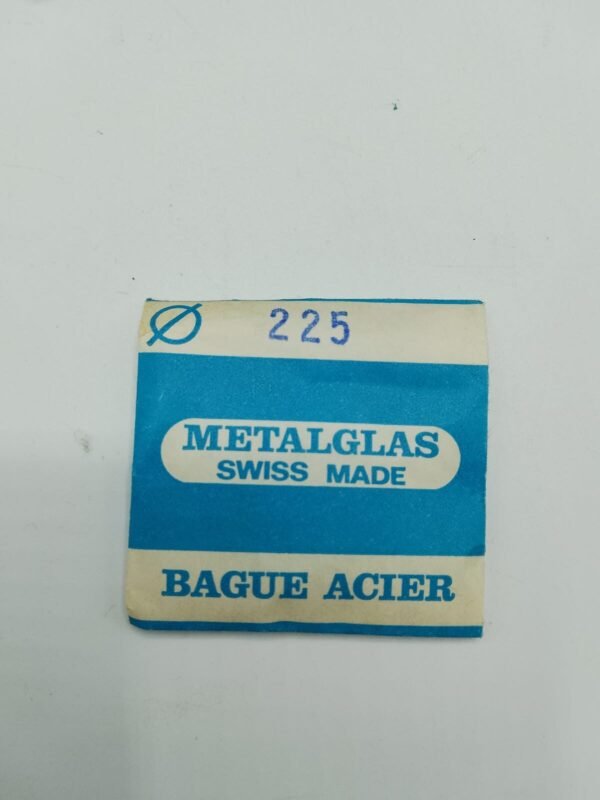 Ø 225
METALGLAS
SWISS MADE
BAGUE ACIER